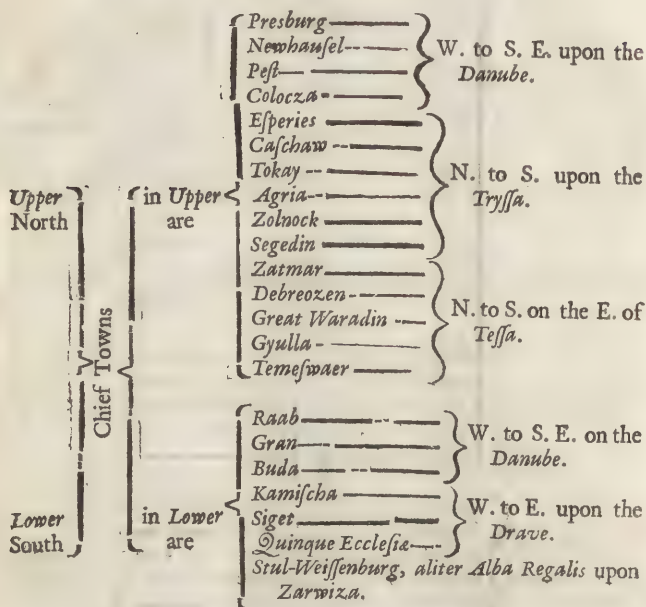 Presburg
Newhauſel
Peſt
Colocza
W. to S. E. upon the
Danube.
Eſperies
Caſchaw
Tokay
Agria
Zolnock
Segedin
N. to S. upon the
Tryſſa.
Zatmar
Debreozen
Great Waradin
Gyulla
Temeſwaer
N. to S. on the E. of
Teſſa.
Upper
North
Chief Towns
in Upper
are
Raab
Gran
Buda
W. to S. E. on the
Danube.
Kamiſcha
Siget
Quinque Eccleſiæ
W. to E. upon the
Drave.
Stul-Weiſſenburg, aliter Alba Regalis upon
Zarwiza.
Lower
South
in Lower
are